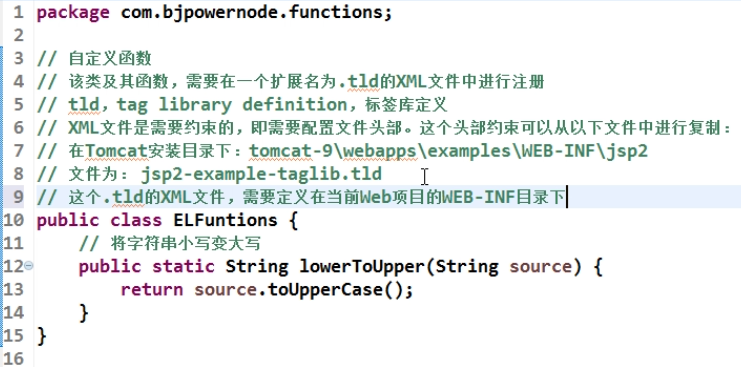 1 package com.bjpowernode.functions;
2
3 // 自定义函数
4 // 该类及其函数，需要在一个扩展名为.tld的XML文件中进行注册
5 // tld，tag library definition，标签库定义
6 // XML文件是需要约束的，即需要配置文件头部。这个头部约束可以从以下文件中进行复制：
7 // 在Tomcat安装目录下：tomcat-9\webapps\examples\WEB-INF\jsp2
8 // 文件为： jsp2-example-taglib.tld
9 // 这个.tld的XML文件，需要定义在当前Web项目的WEB-INF目录下
10 public class ELFuntions {
11 // 将字符串小写变大写
12 public static String lowerToUpper(String source) {
13 return source.toUpperCase();
14 }
15 }
16